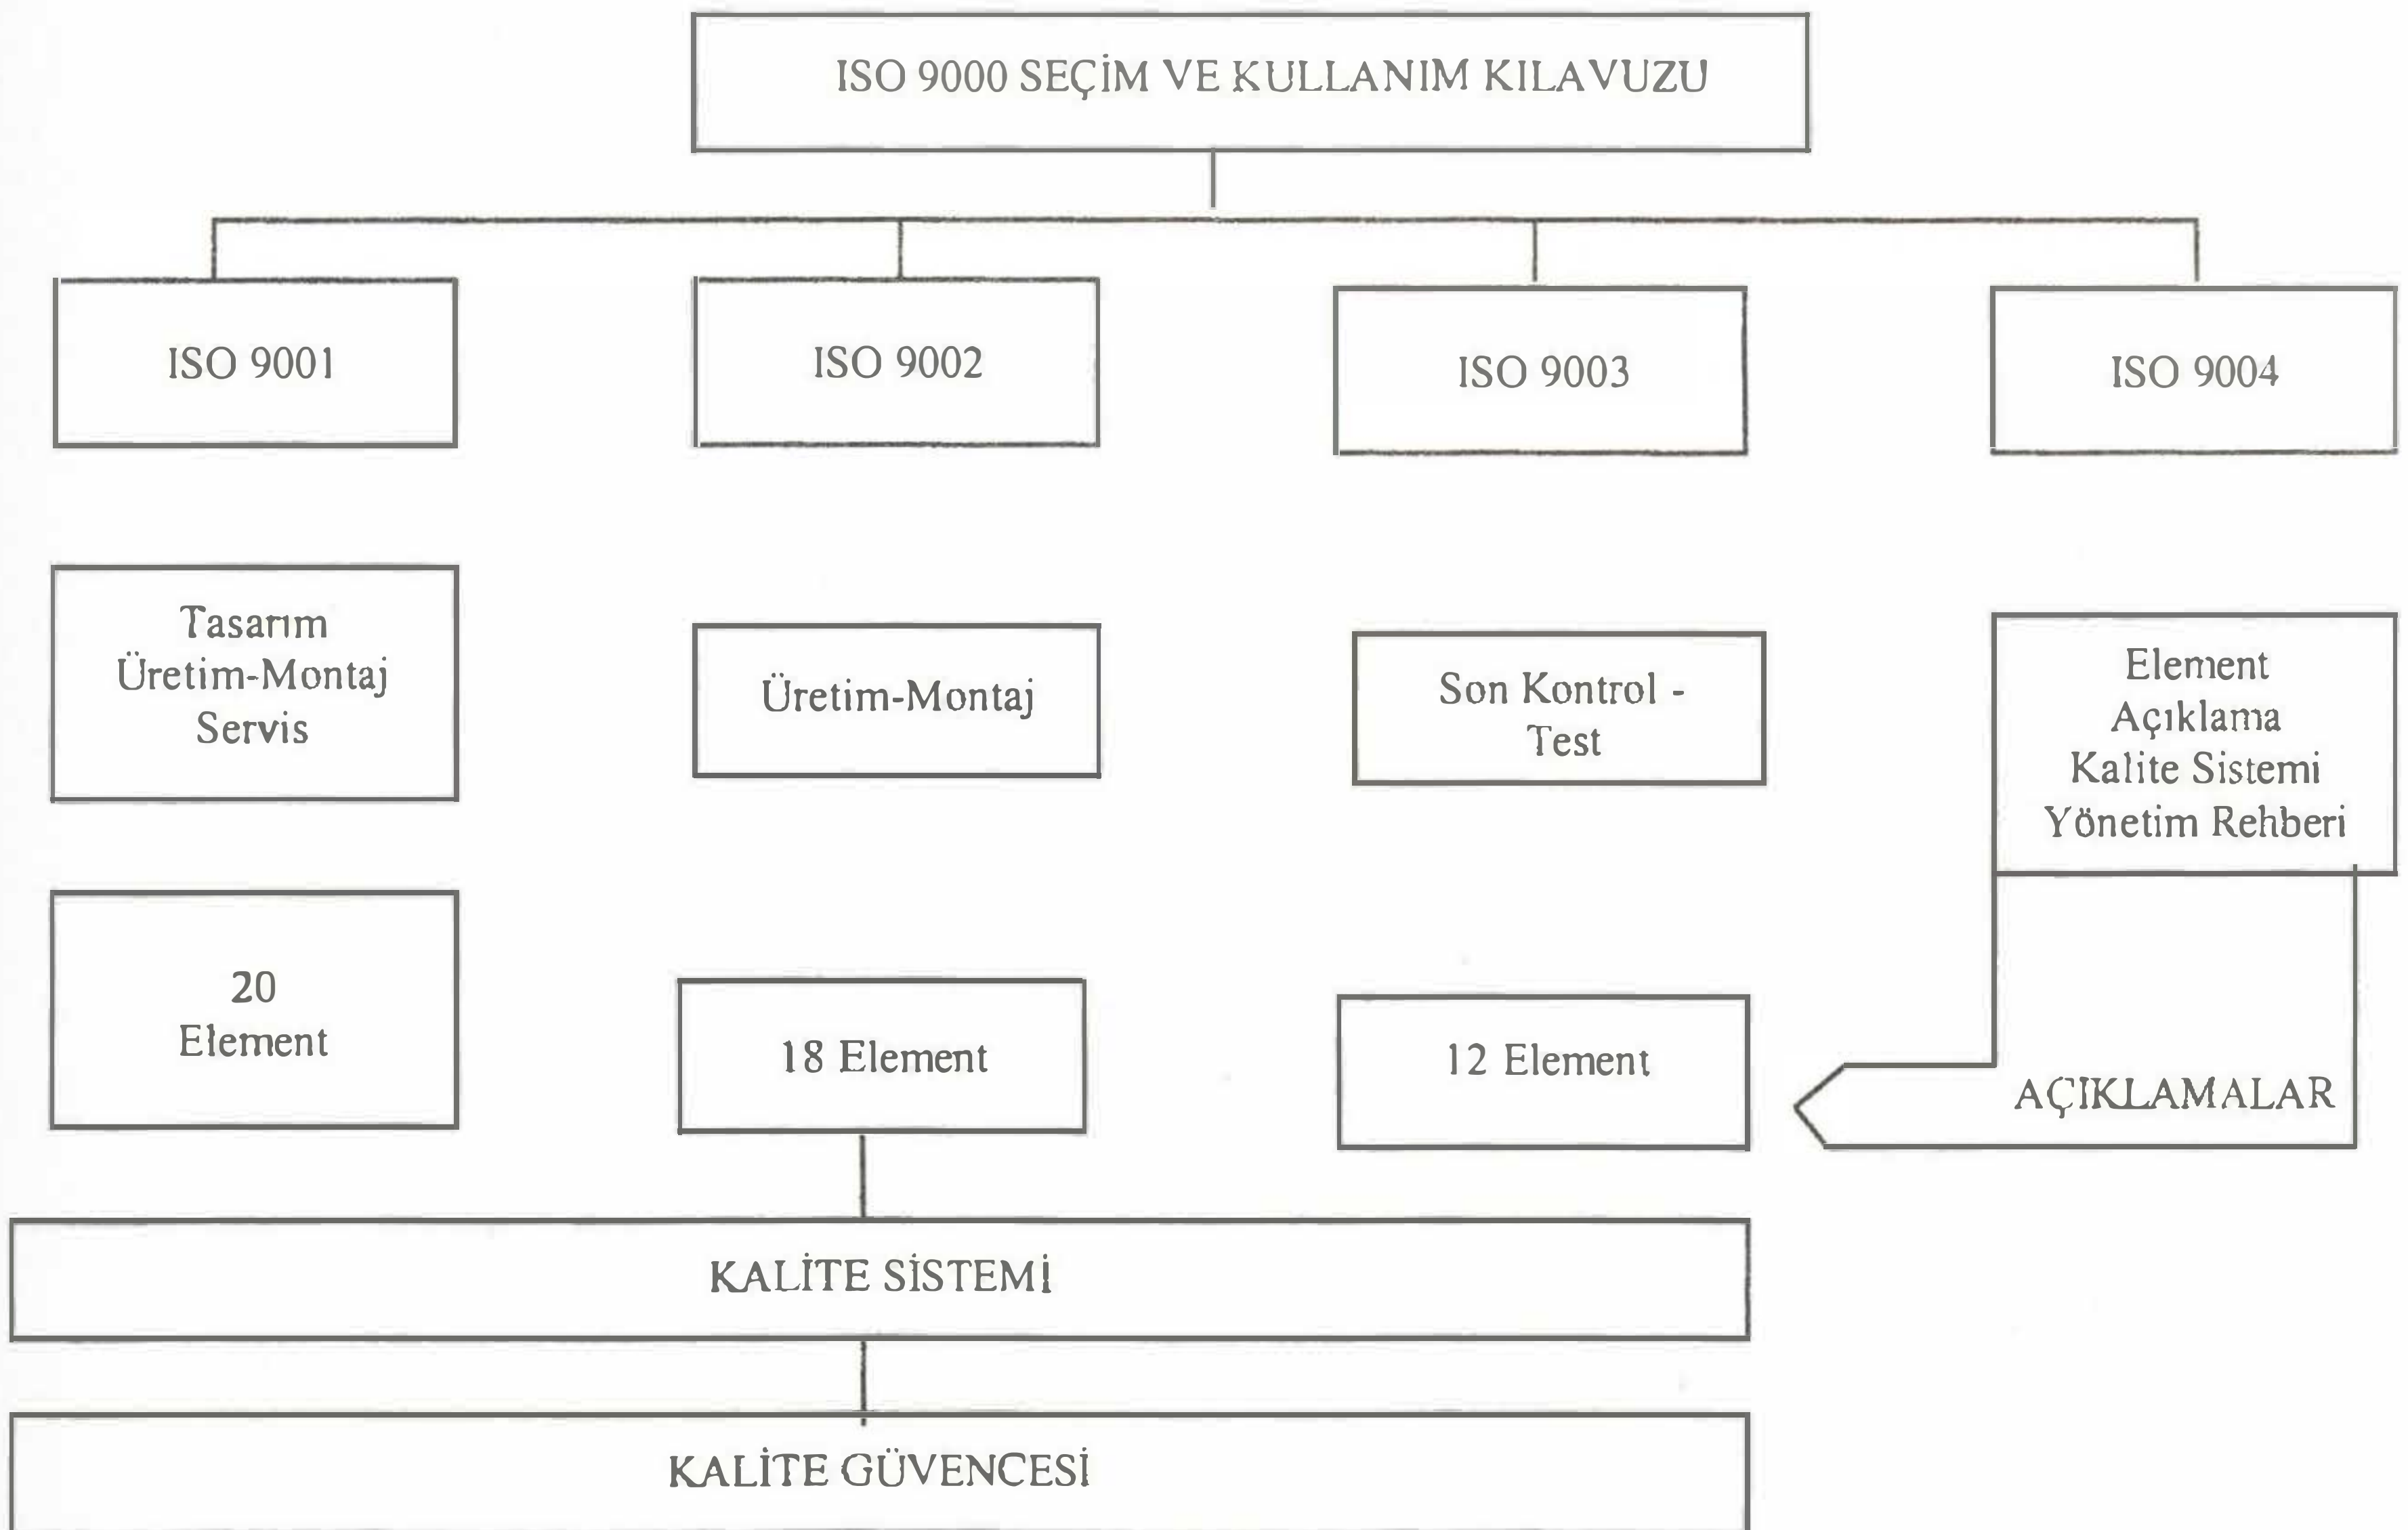 ISO 9000 SEÇİM VE KULLANIM KILAVUZU
ISO 9001
ISO 9002
ISO 9003
ISO 9004
Tasarım
Üretim-Montaj
Servis
Üretim-Montaj
Son Kontrol -
Test
Element
Açıklama
Kalite Sistemi
Yönetim Rehberi
20
Element
18 Element
12 Element
AÇIKLAMALAR
KALİTE SİSTEMİ
KALİTE GÜVENCESİ